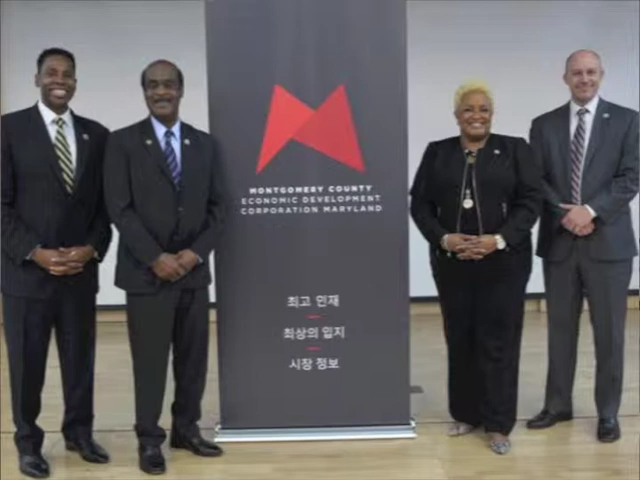 MONTGOMERY COUNTY
ECONOMIC DEVELOPMENT
CORPORATION MARYLAND
최고 인재
최상의 입지
시장 정보